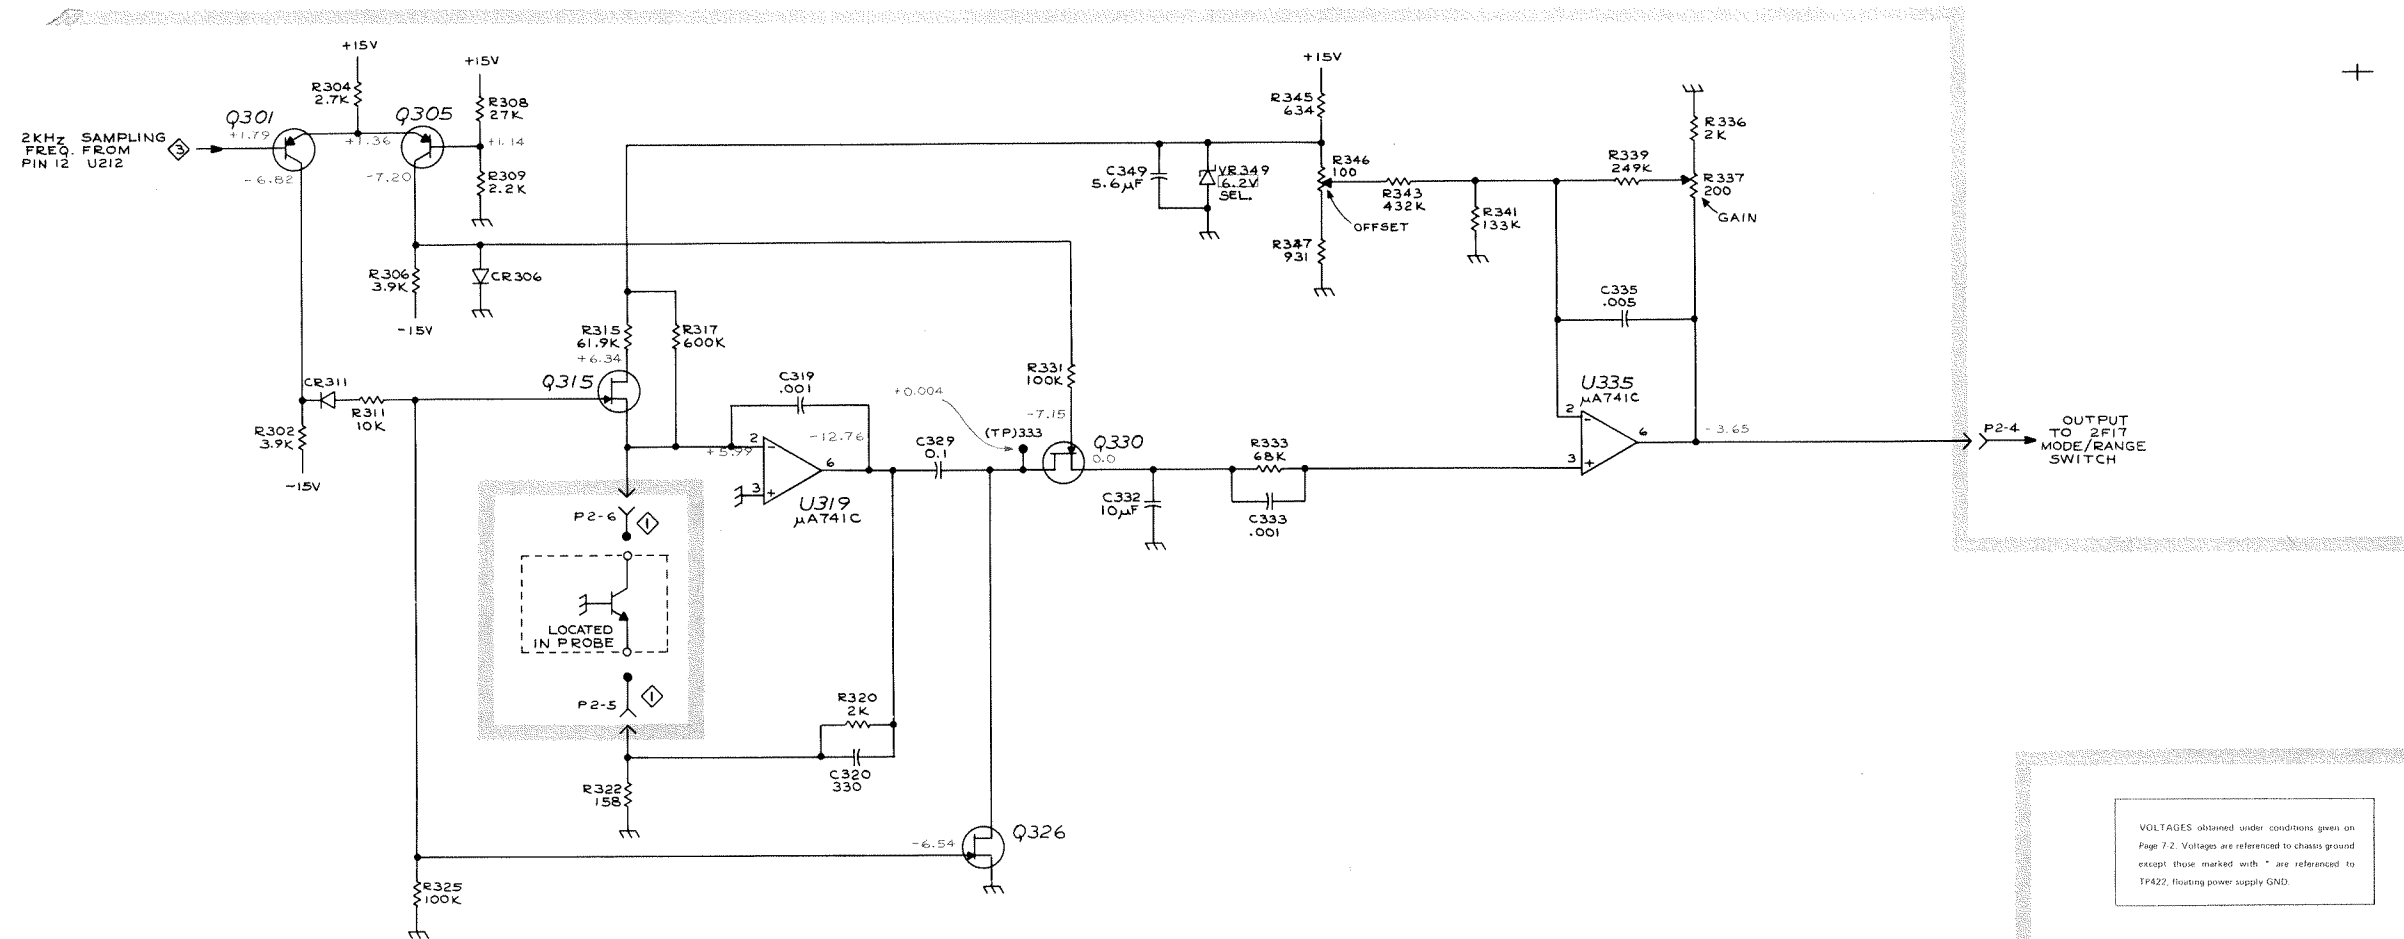 +15V
R304
2.7K
+15V
R308
27K
Q301
+1.79
Q305
+1.36
+1.14
2KHz SAMPLING
FREQ. FROM
PIN 12 U212
3
-6.82
-7.20
R309
2.2K
R306
3.9K
-15V
CR306
CR311
R311
10K
R302
3.9K
-15V
R315
61.9K
+6.34
R317
600K
Q315
C319
.001
2
+5.99
-12.76
6
3
U319
µA741C
C329
0.1
+0.004
(TP)333
R331
100K
-7.15
Q330
0.0
C332
10µF
R333
68K
C333
.001
+15V
R345
634
C349
5.6µF
VR349
6.2V
SEL.
R346
100
R343
432K
OFFSET
R347
931
R341
133K
R336
2K
R339
249K
R337
200
GAIN
C335
.005
U335
µA741C
2
3
6
-3.65
P2-4
OUTPUT
TO 2F17
MODE/RANGE
SWITCH
P2-6
1
LOCATED
IN PROBE
P2-5
1
R320
2K
C320
330
R322
158
R325
100K
-6.54
Q326
VOLTAGES obtained under conditions given on
Page 7-2. Voltages are referenced to chassis ground
except those marked with * are referenced to
TP422, floating power supply GND.